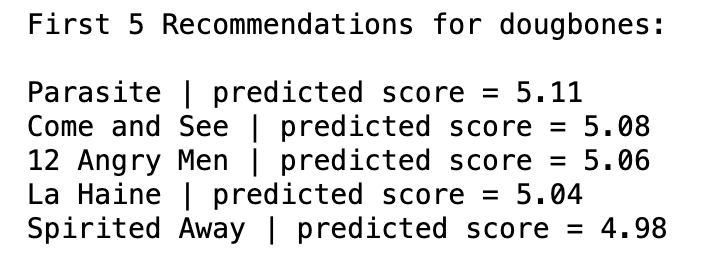 First 5 Recommendations for dougbones:
Parasite | predicted score = 5.11
Come and See | predicted score = 5.08
12 Angry Men | predicted score = 5.06
La Haine | predicted score = 5.04
Spirited Away | predicted score = 4.98